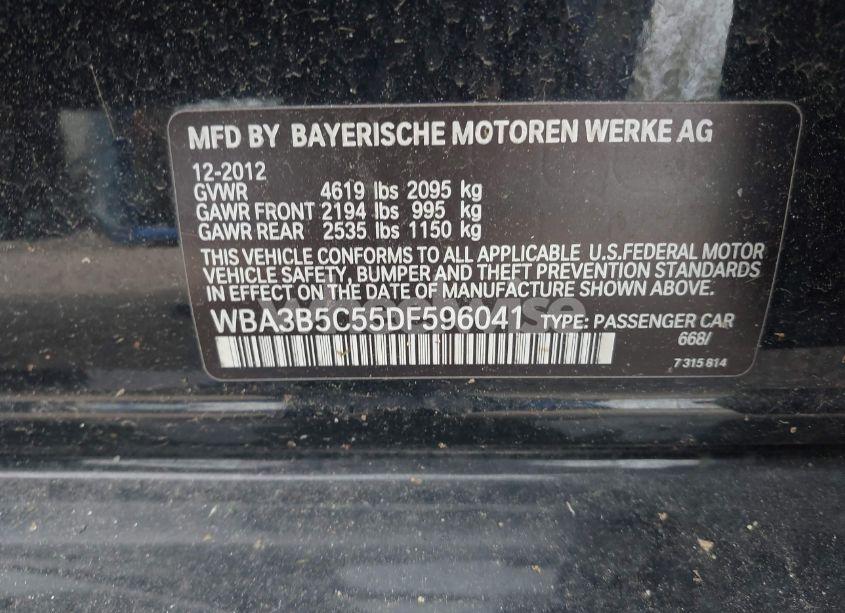 MFD BY BAYERISCHE MOTOREN WERKE AG
12-2012
GVWR 4619 lbs 2095 kg
GAWR FRONT 2194 lbs 995 kg
GAWR REAR 2535 lbs 1150 kg
THIS VEHICLE CONFORMS TO ALL APPLICABLE U.S.FEDERAL MOTOR
VEHICLE SAFETY, BUMPER AND THEFT PREVENTION STANDARDS
IN EFFECT ON THE DATE OF MANUFACTURE SHOWN ABOVE.
WBA3B5C55DF596041 TYPE: PASSENGER CAR
668/
7 315 814